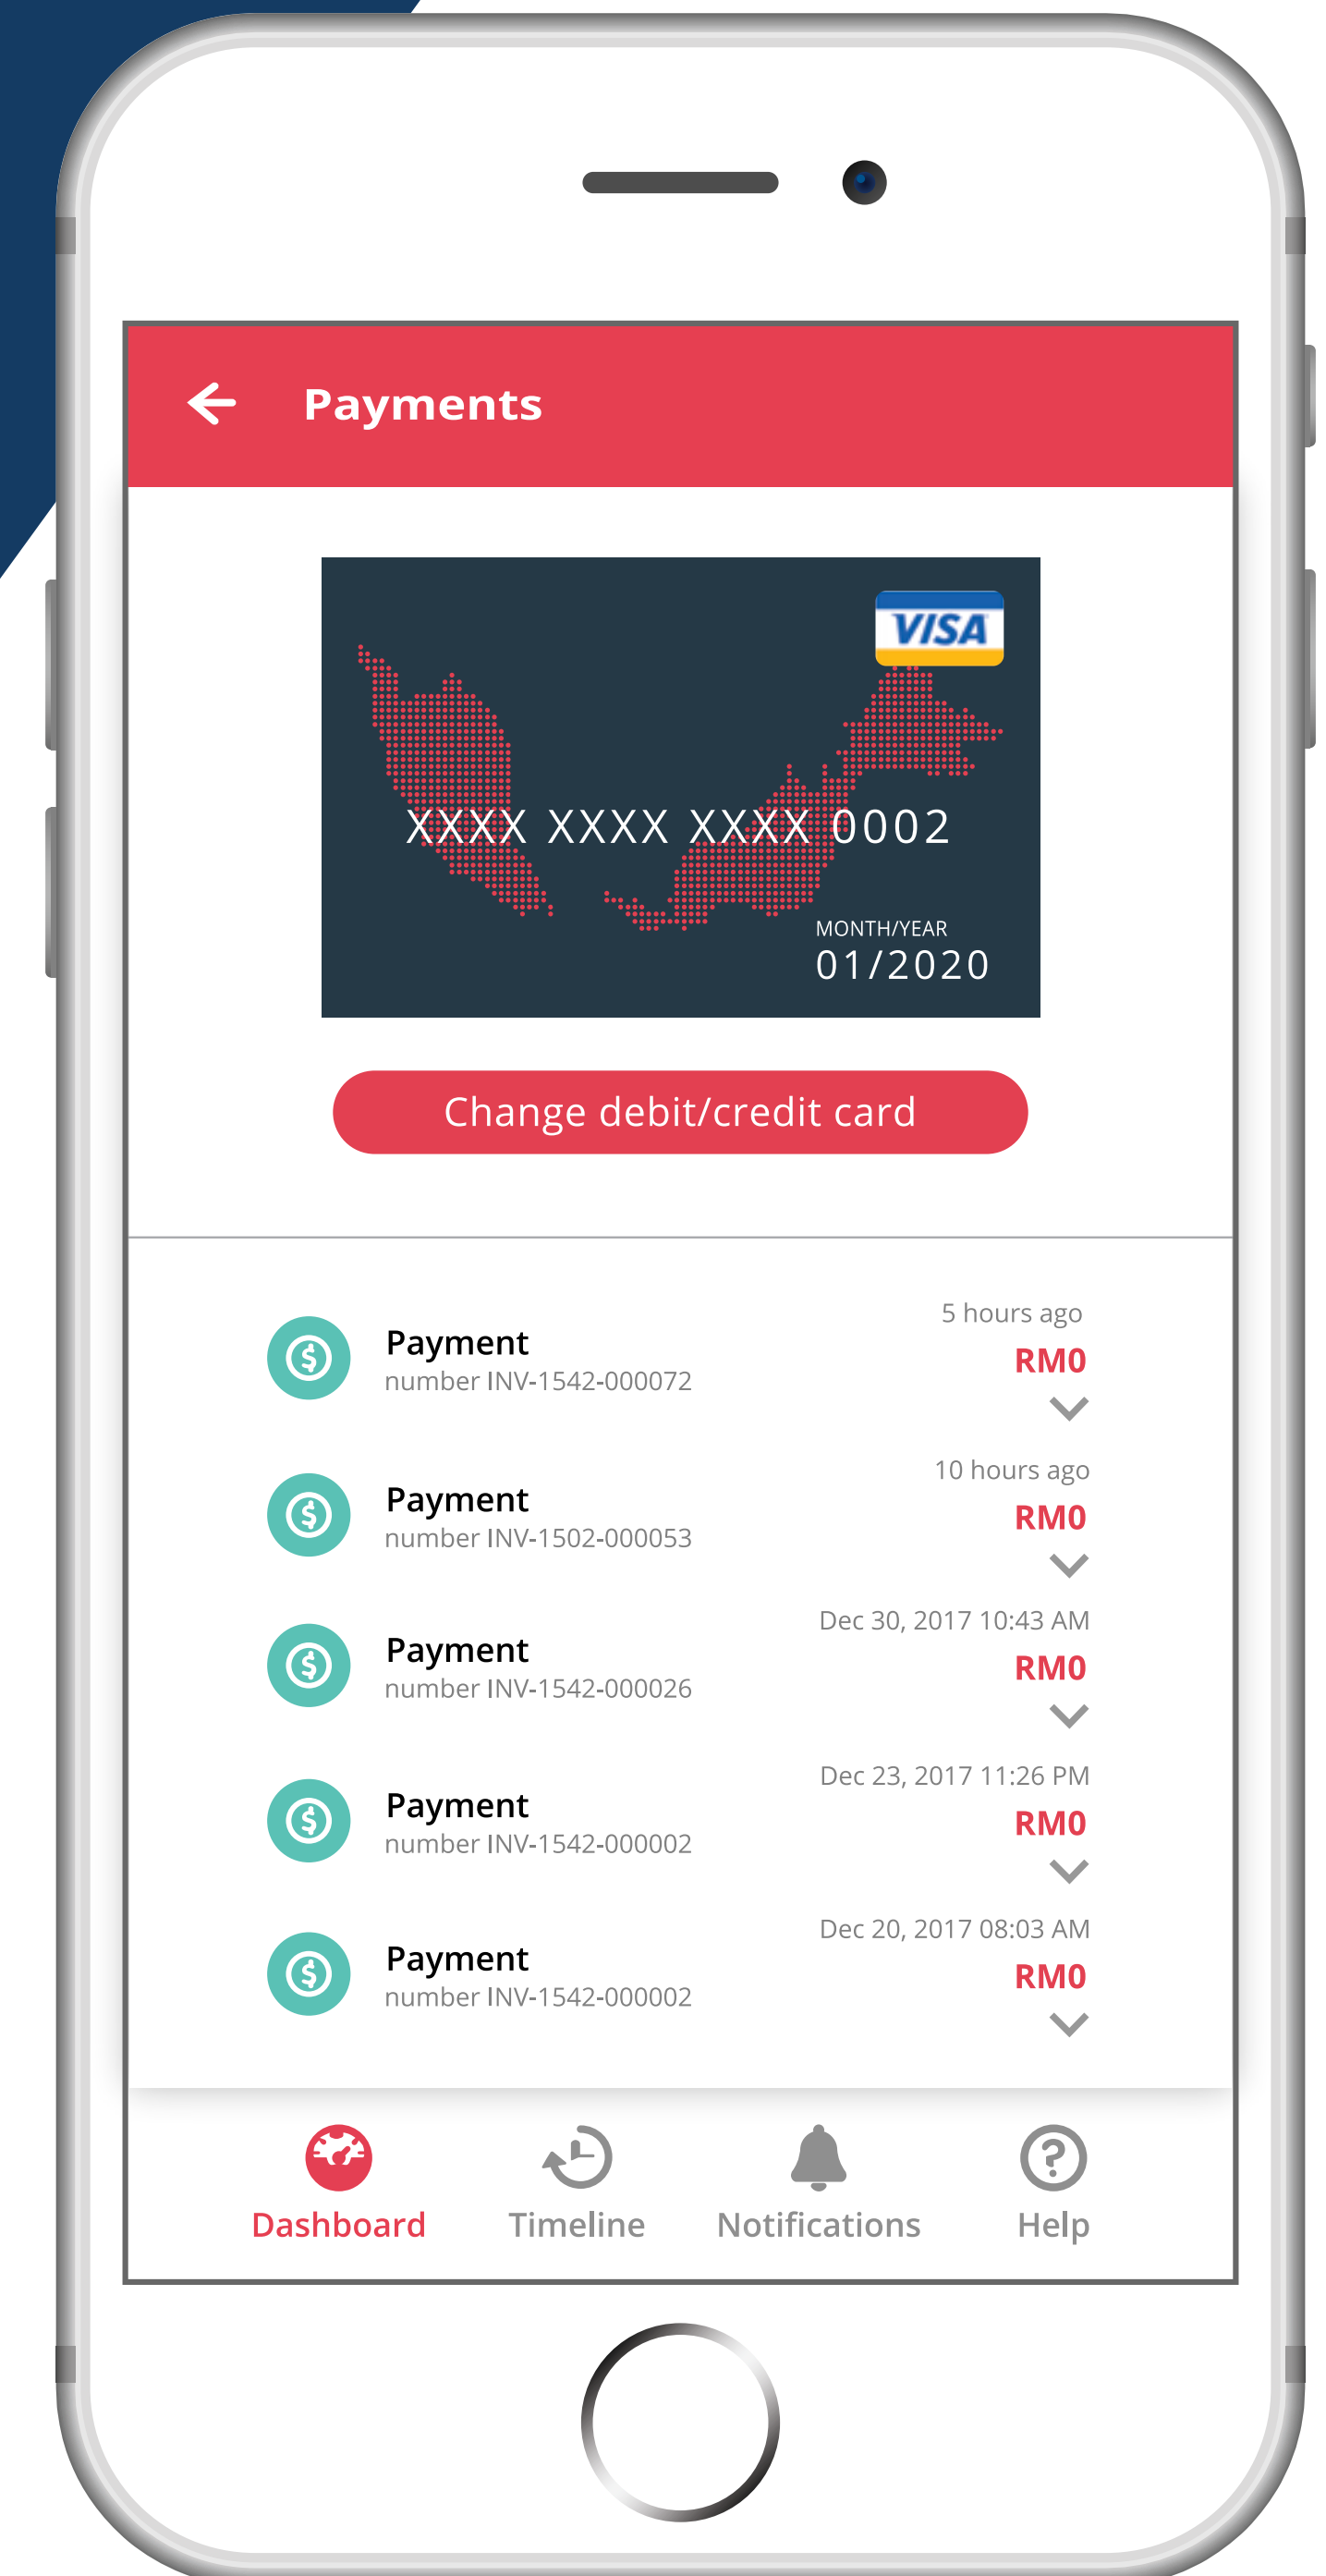 Payments
VISA
XXXX XXXX XXXX 0002
MONTH/YEAR
01/2020
Change debit/credit card
5 hours ago
Payment
RM0
number INV-1542-000072
10 hours ago
Payment
RM0
number INV-1502-000053
Dec 30, 2017 10:43 AM
Payment
RM0
number INV-1542-000026
Dec 23, 2017 11:26 PM
Payment
RM0
number INV-1542-000002
Dec 20, 2017 08:03 AM
Payment
RM0
number INV-1542-000002
Dashboard Timeline Notifications Help